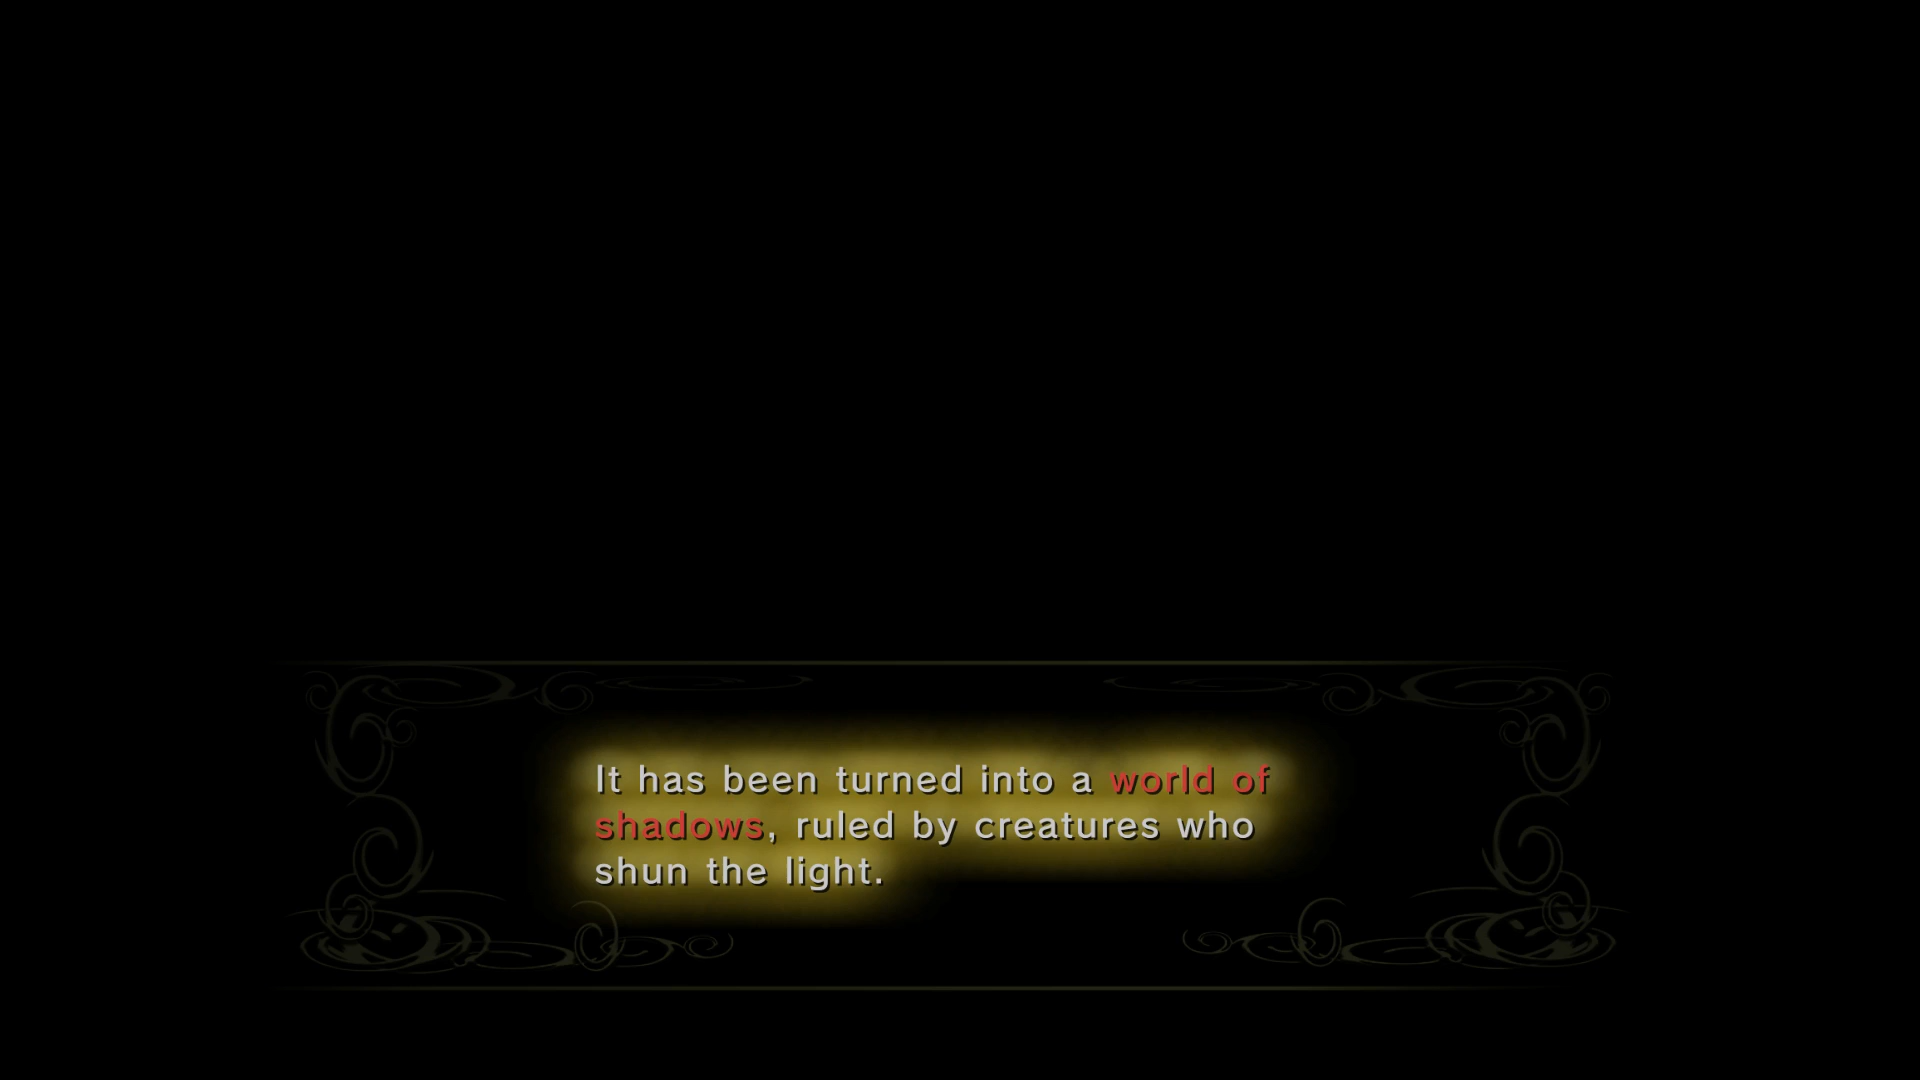 It has been turned into a world of
shadows, ruled by creatures who
shun the light.